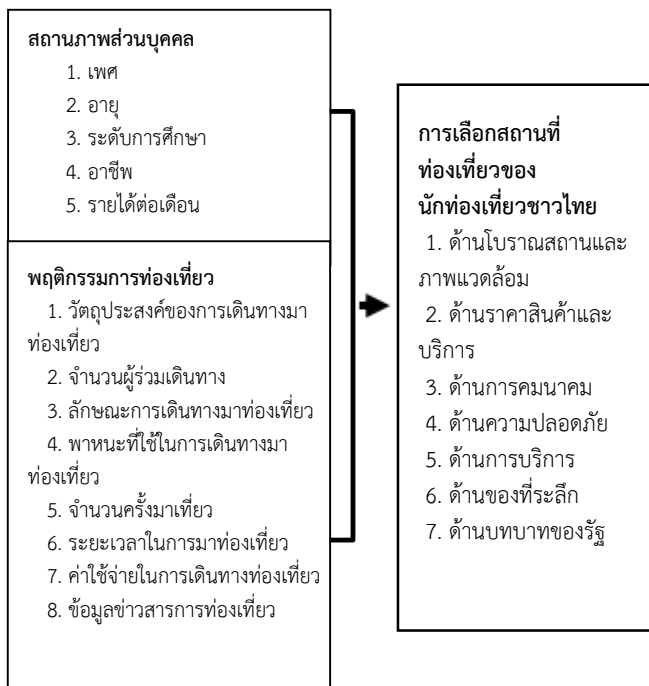 สถานภาพส่วนบุคคล
1. เพศ
2. อายุ
3. ระดับการศึกษา
4. อาชีพ
5. รายได้ต่อเดือน
พฤติกรรมการท่องเที่ยว
1. วัตถุประสงค์ของการเดินทางมา
ท่องเที่ยว
2. จำนวนผู้ร่วมเดินทาง
3. ลักษณะการเดินทางมาท่องเที่ยว
4. พาหนะที่ใช้ในการเดินทางมา
ท่องเที่ยว
5. จำนวนครั้งมาเที่ยว
6. ระยะเวลาในการมาท่องเที่ยว
7. ค่าใช้จ่ายในการเดินทางท่องเที่ยว
8. ข้อมูลข่าวสารการท่องเที่ยว
การเลือกสถานที่
ท่องเที่ยวของ
นักท่องเที่ยวชาวไทย
1. ด้านโบราณสถานและ
ภาพแวดล้อม
2. ด้านราคาสินค้าและ
บริการ
3. ด้านการคมนาคม
4. ด้านความปลอดภัย
5. ด้านการบริการ
6. ด้านของที่ระลึก
7. ด้านบทบาทของรัฐ